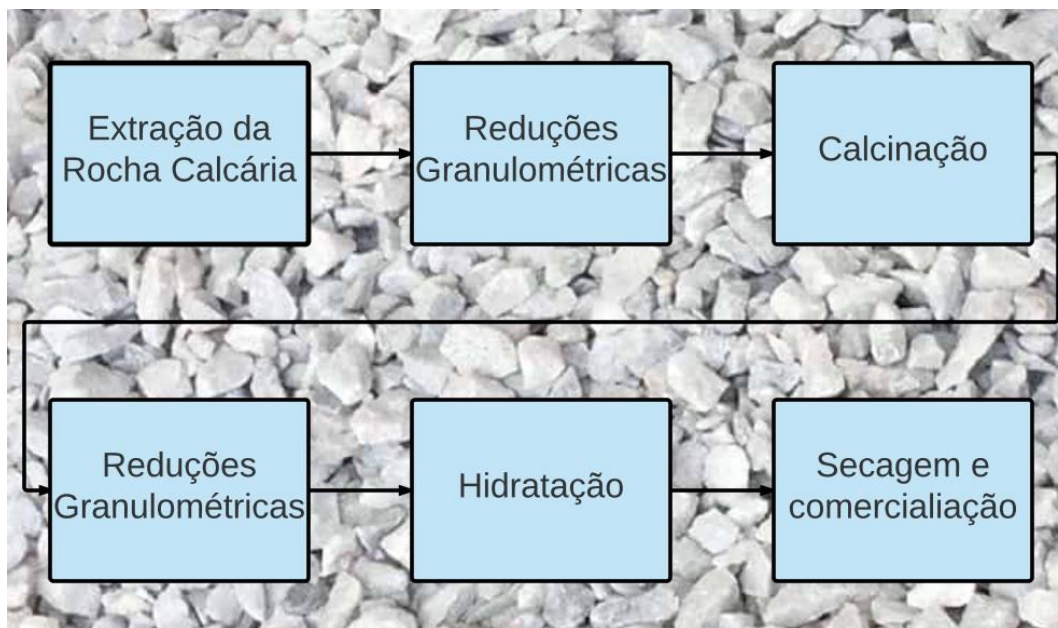 Extração da
Rocha Calcária
Reduções
Granulométricas
Calcinação
Reduções
Granulométricas
Hidratação
Secagem e
comercialiação